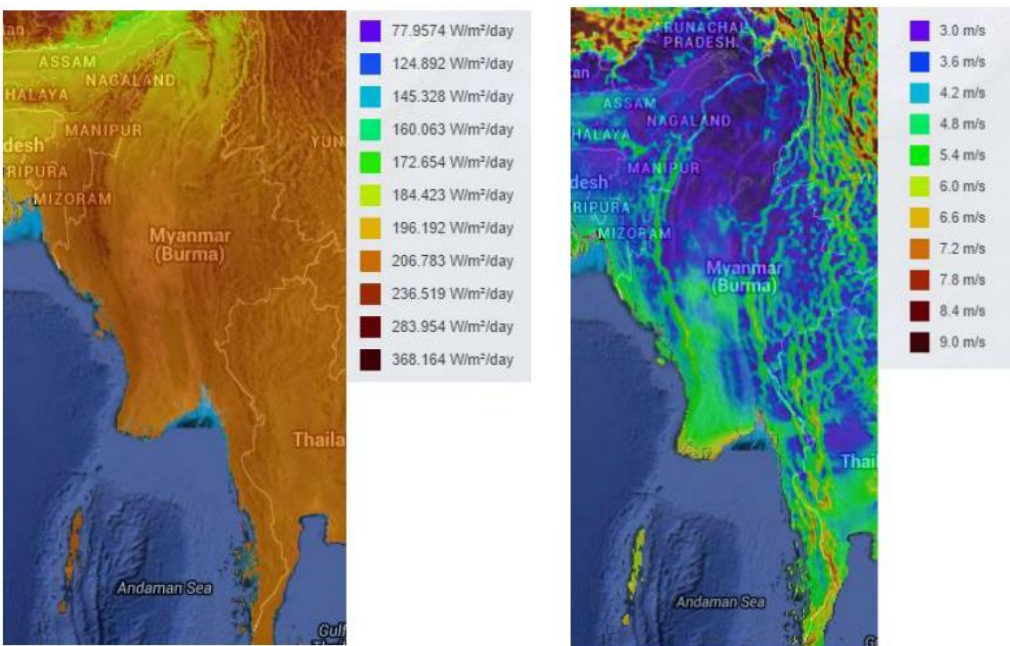 ASSAM
NAGALAND
HALAYA
MANIPUR
desh
RIPURA
MIZORAM
YUN
Myanmar
(Burma)
Thaila
Andaman Sea
Gulf
77.9574 W/m²/day
124.892 W/m²/day
145.328 W/m²/day
160.063 W/m²/day
172.654 W/m²/day
184.423 W/m²/day
196.192 W/m²/day
206.783 W/m²/day
236.519 W/m²/day
283.954 W/m²/day
368.164 W/m²/day
ARUNACHAL
PRADESH
tan
ASSAM
NAGALAND
HALAYA
MANIPUR
desh
RIPURA
MIZORAM
Myanmar
(Burma)
Thail
Andaman Sea
3.0 m/s
3.6 m/s
4.2 m/s
4.8 m/s
5.4 m/s
6.0 m/s
6.6 m/s
7.2 m/s
7.8 m/s
8.4 m/s
9.0 m/s